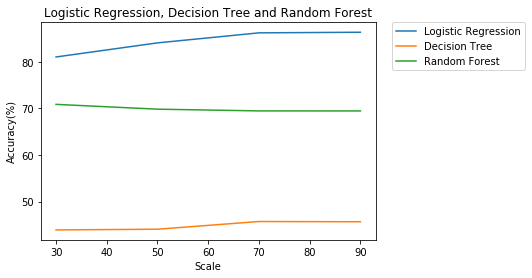 Logistic Regression, Decision Tree and Random Forest
Logistic Regression
Decision Tree
Random Forest
Accuracy(%)
80
70
60
50
30 40 50 60 70 80 90
Scale